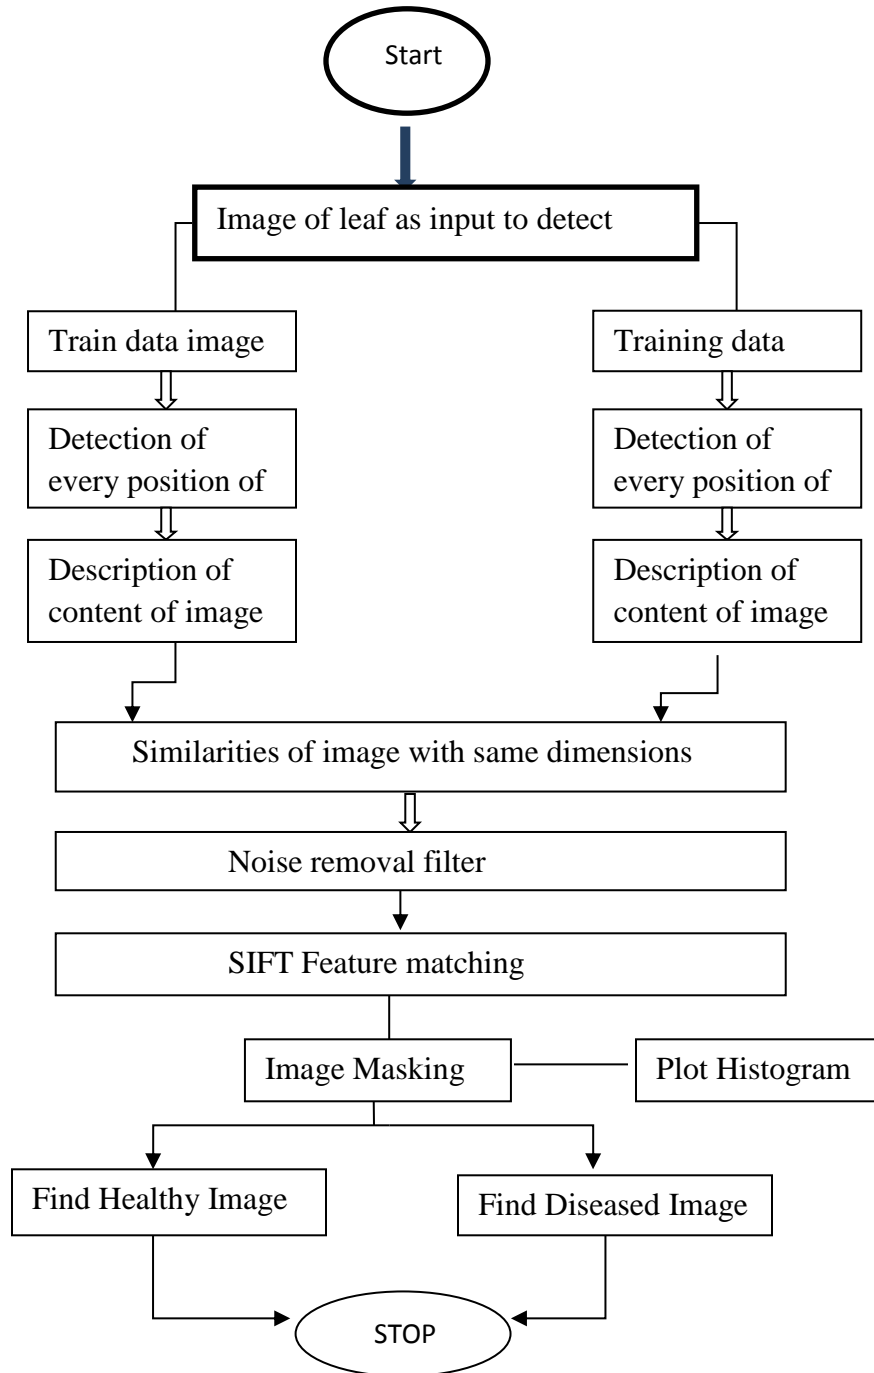 Start
Image of leaf as input to detect
Train data image
Training data
Detection of
every position of
Detection of
every position of
Description of
content of image
Description of
content of image
Similarities of image with same dimensions
Noise removal filter
SIFT Feature matching
Image Masking
Plot Histogram
Find Healthy Image
Find Diseased Image
STOP